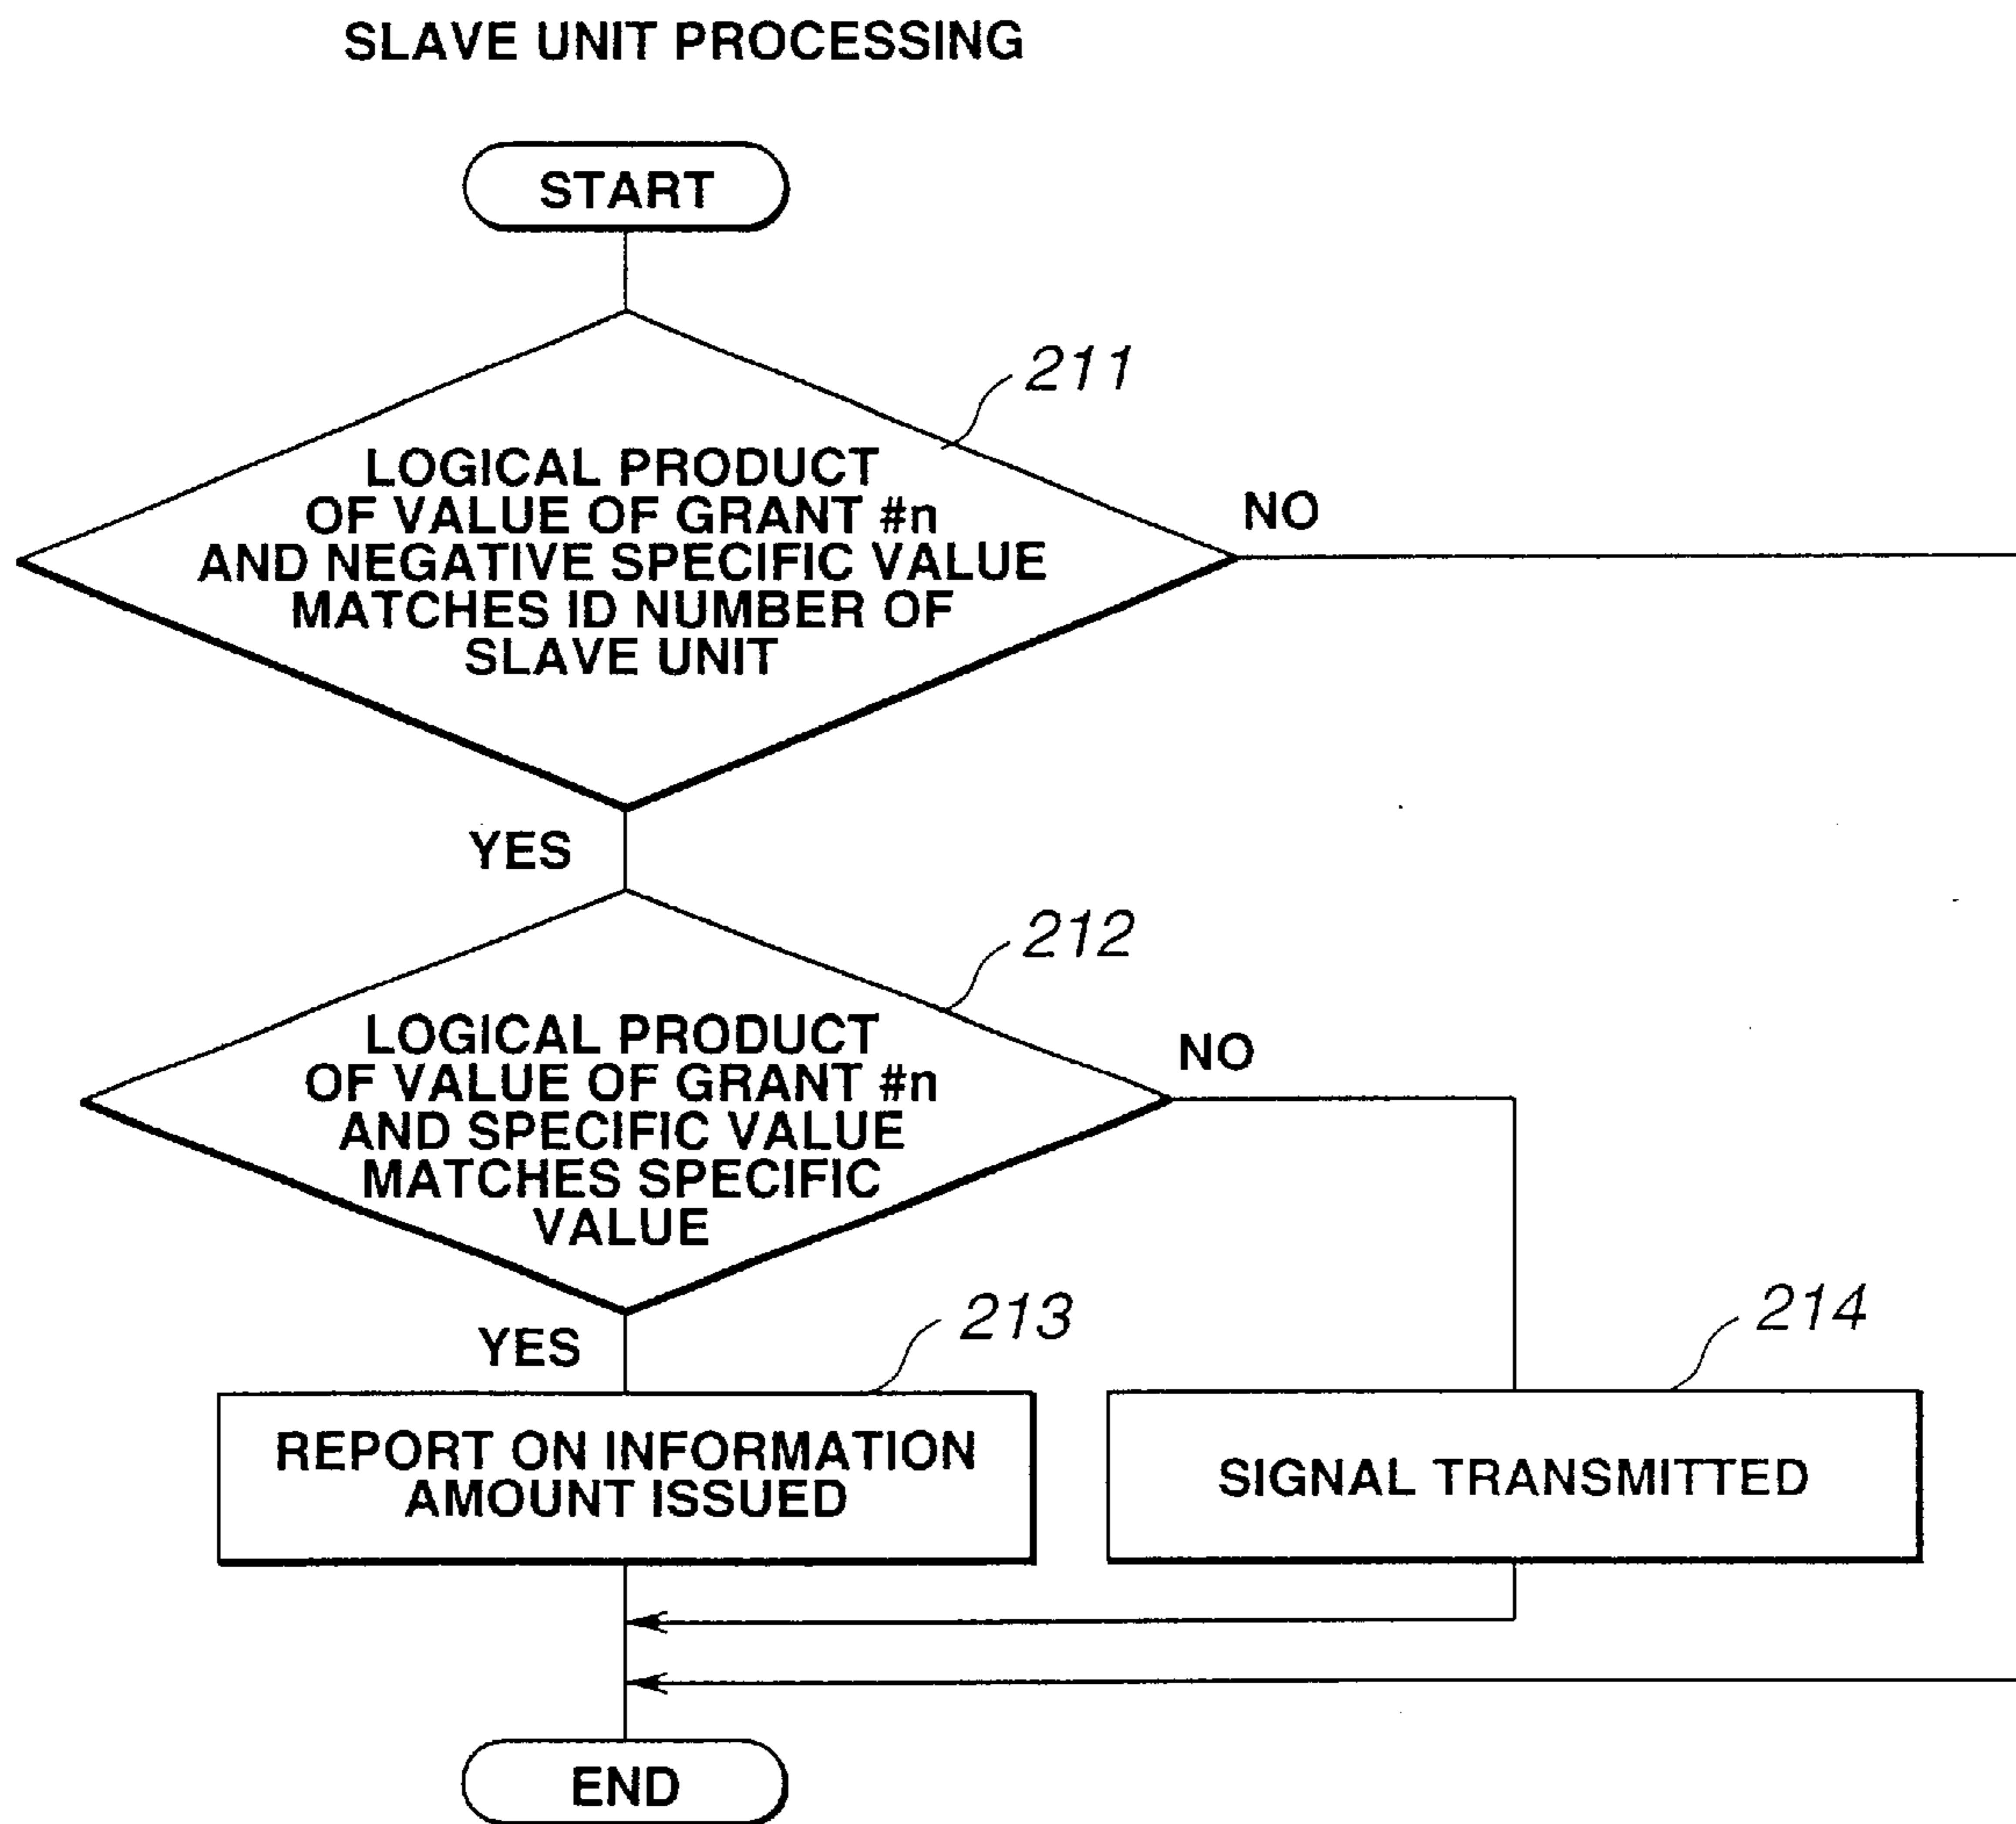 SLAVE UNIT PROCESSING
START
211
LOGICAL PRODUCT
OF VALUE OF GRANT #n
AND NEGATIVE SPECIFIC VALUE
MATCHES ID NUMBER OF
SLAVE UNIT
NO
YES
212
LOGICAL PRODUCT
OF VALUE OF GRANT #n
AND SPECIFIC VALUE
MATCHES SPECIFIC
VALUE
NO
YES
213
REPORT ON INFORMATION
AMOUNT ISSUED
214
SIGNAL TRANSMITTED
END